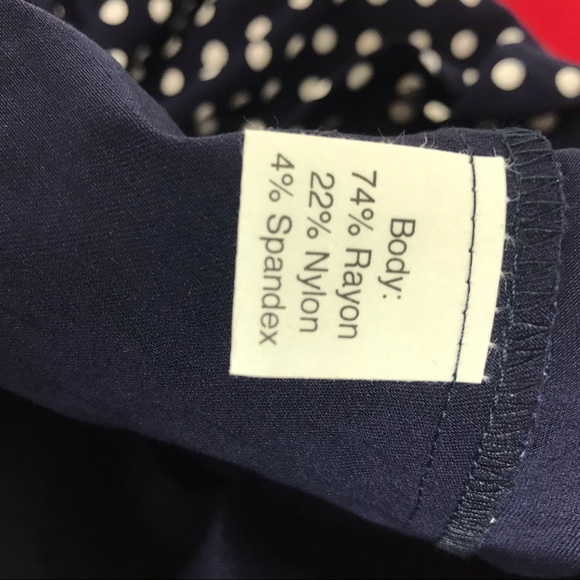 Body:
74% Rayon
22% Nylon
4% Spandex